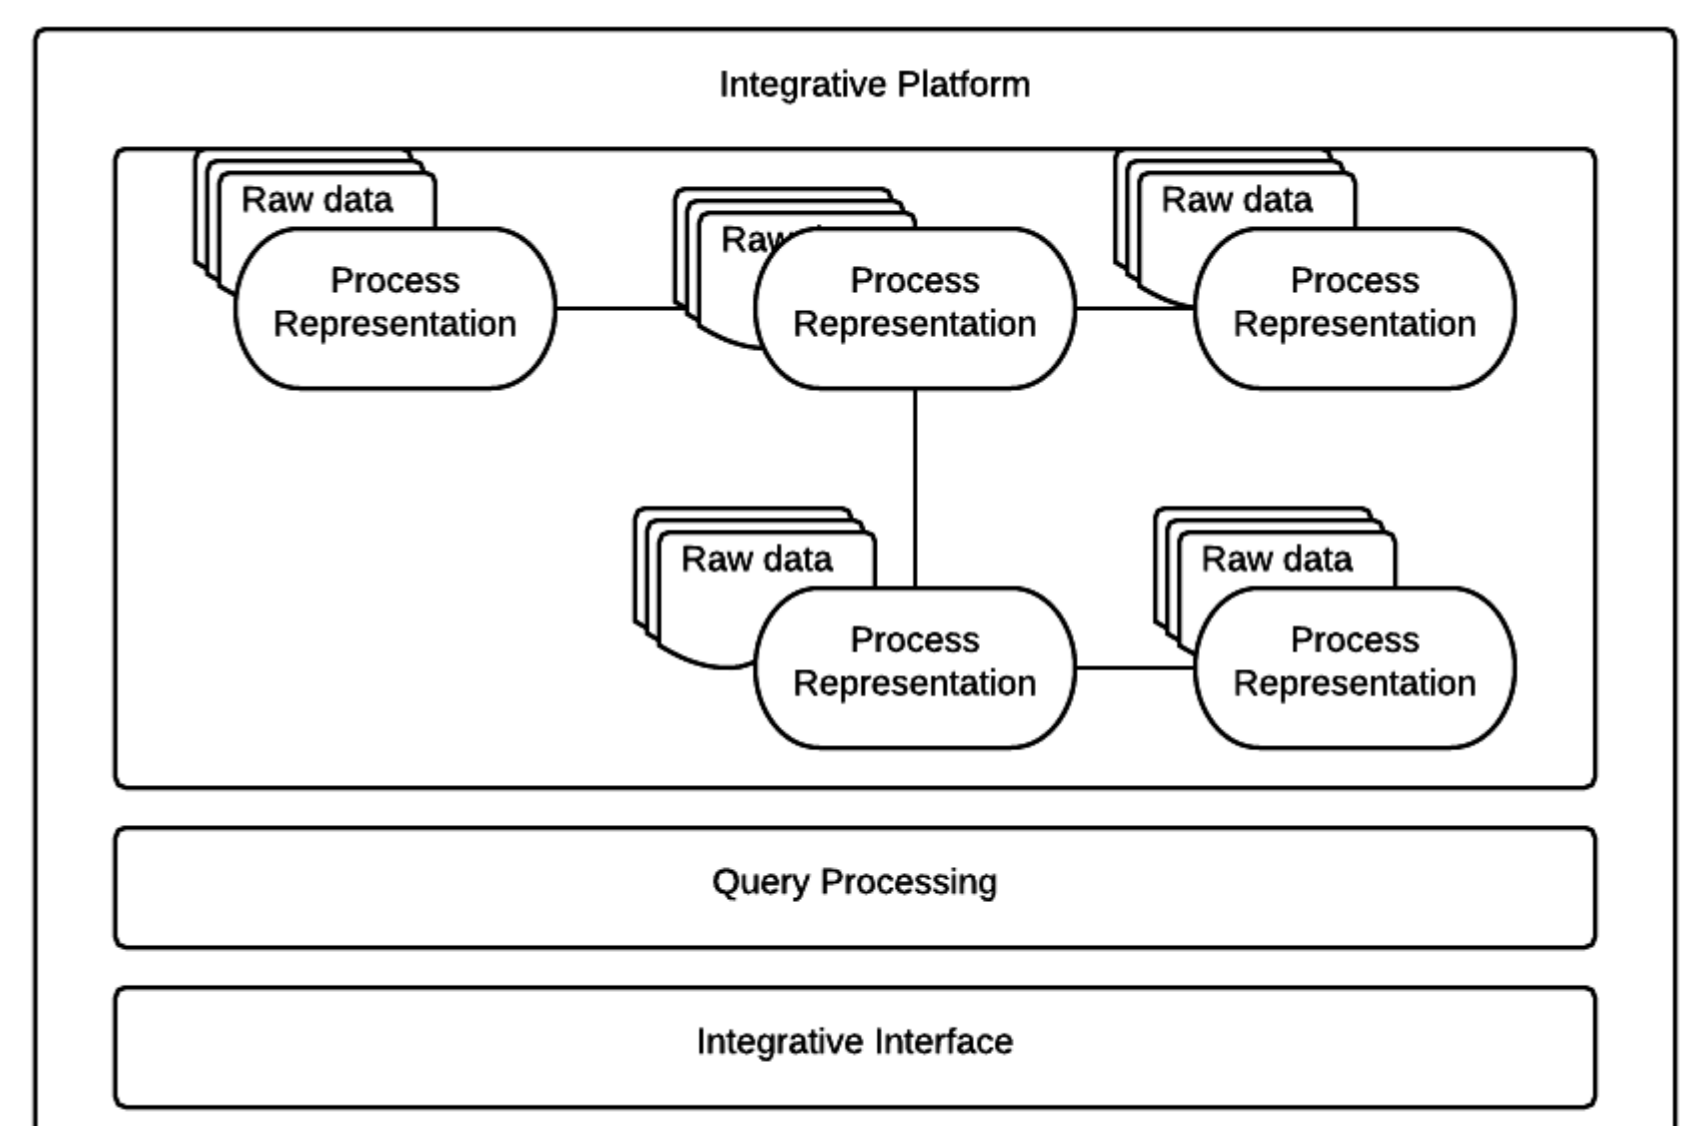 Integrative Platform
Raw data
Raw
Raw data
Process
Representation
Process
Representation
Process
Representation
Raw data
Raw data
Process
Representation
Process
Representation
Query Processing
Integrative Interface